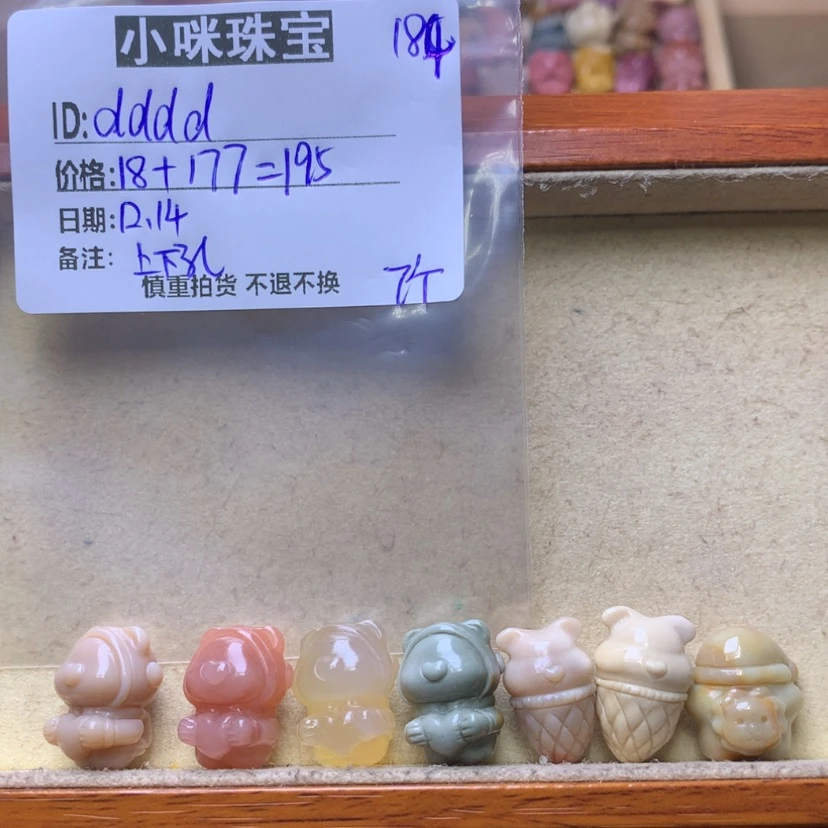 小咪珠宝
ID:dddd
价格:18+177=195
日期:12.14
备注: 上下孔
慎重拍货 不退不换
7个